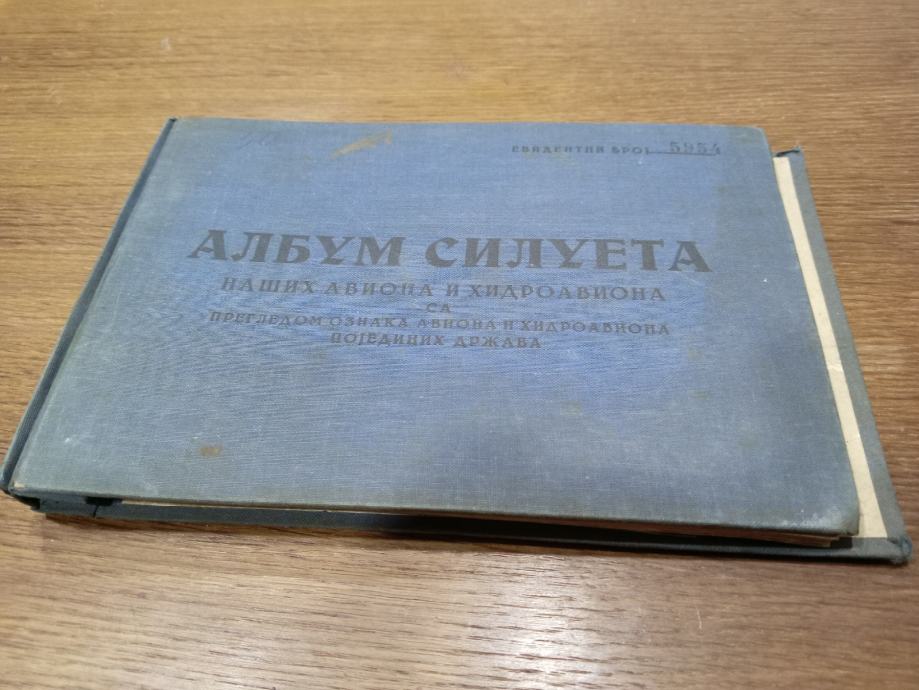 ЕВИДЕНТНИ БРОЈ 5954
АЛБУМ СИЛУЕТА
НАШИХ АВИОНА И ХИДРОАВИОНА
СА
ПРЕГЛЕДОМ ОЗНАКА АВИОНА И ХИДРОАВИОНА
ПОЈЕДИНИХ ДРЖАВА